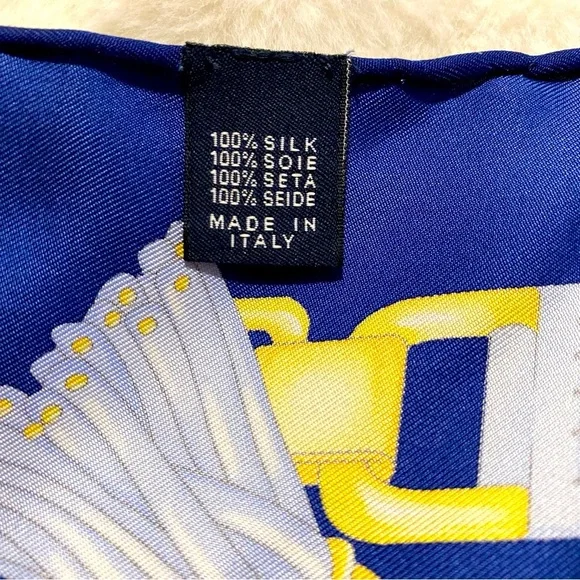 100% SILK
100% SOIE
100% SETA
100% SEIDE
MADE IN
ITALY